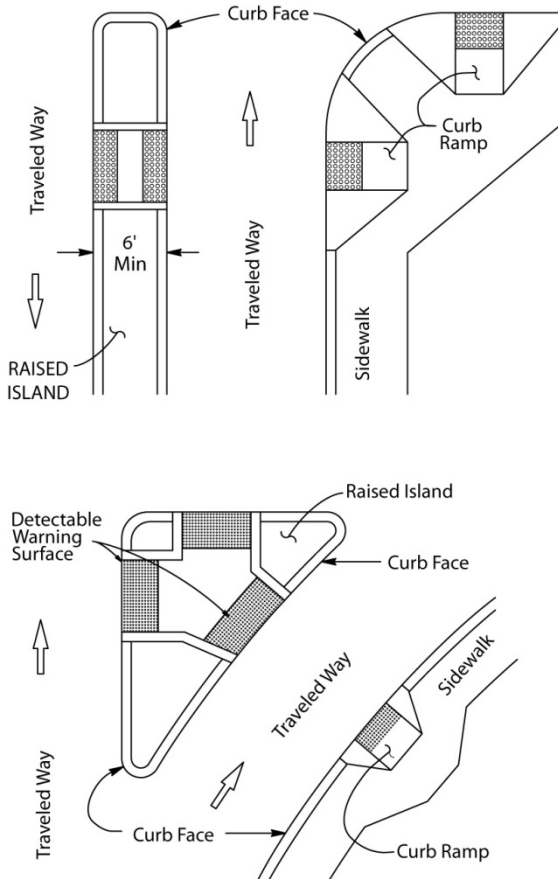 Curb Face
Traveled Way
Curb
Ramp
6'
Min
Traveled Way
Sidewalk
RAISED
ISLAND
Raised Island
Detectable
Warning
Surface
Curb Face
Sidewalk
Traveled Way
Traveled Way
Curb Face
Curb Ramp